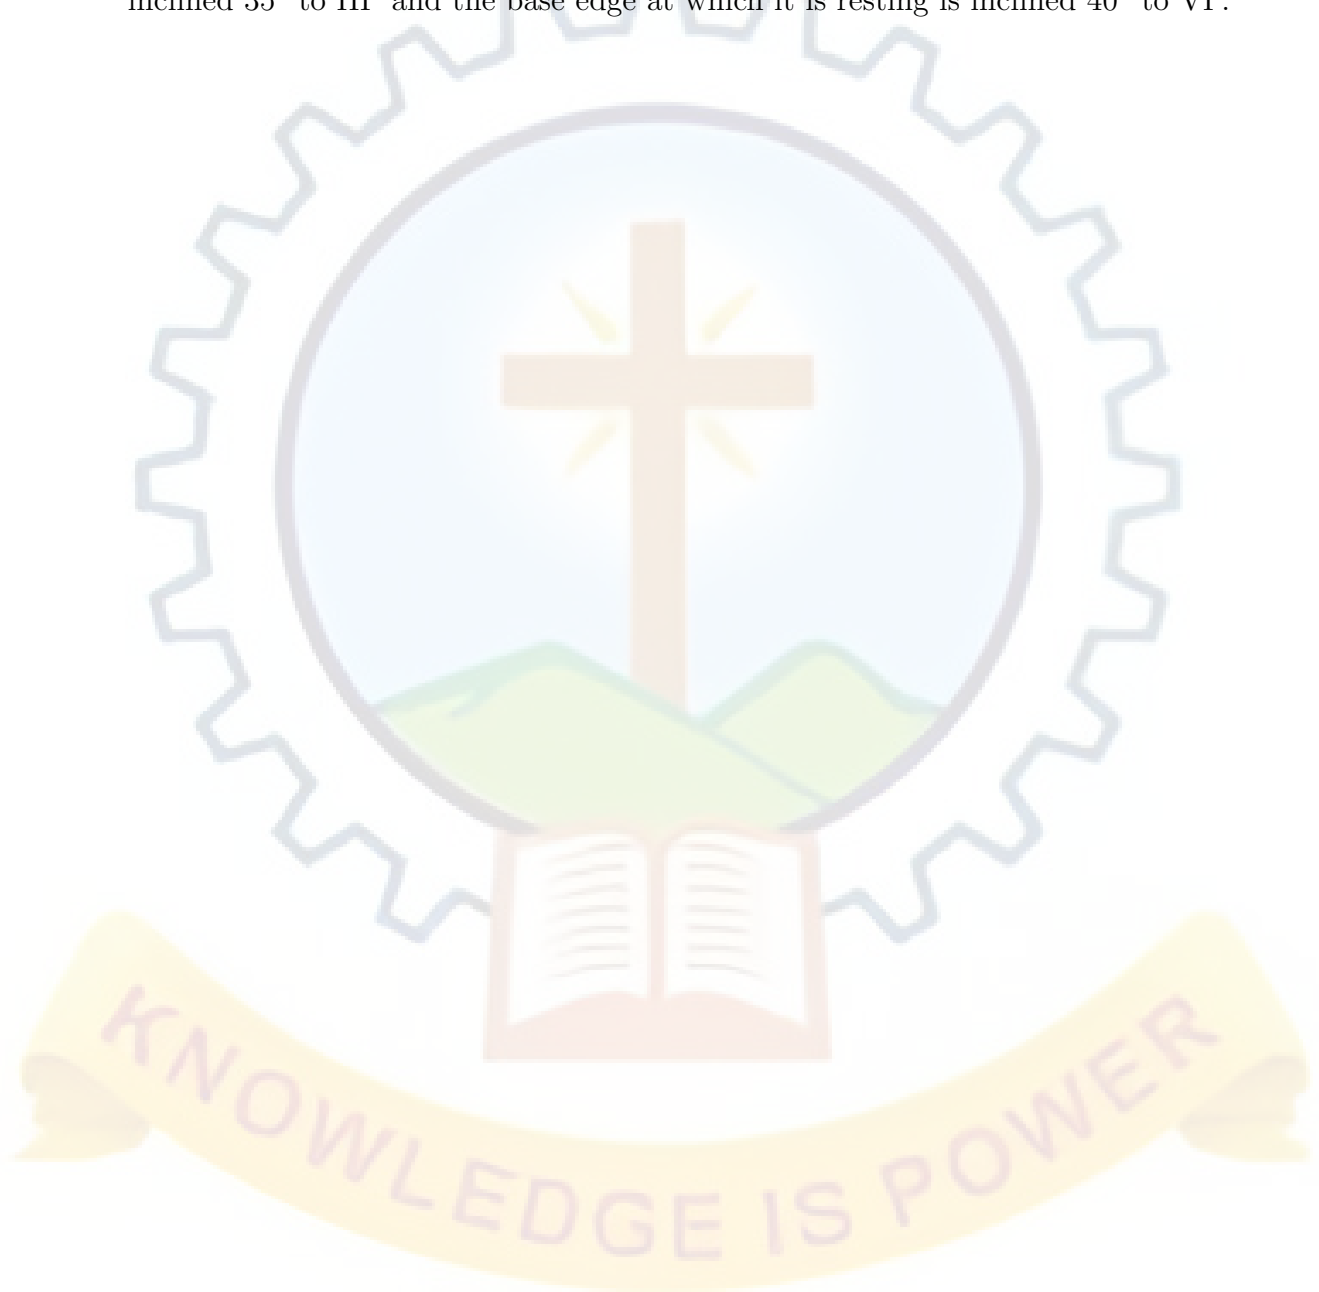 inclined 35° to HP and the base edge at which it is resting is inclined 40° to VP.
KNOWLEDGE IS POWER